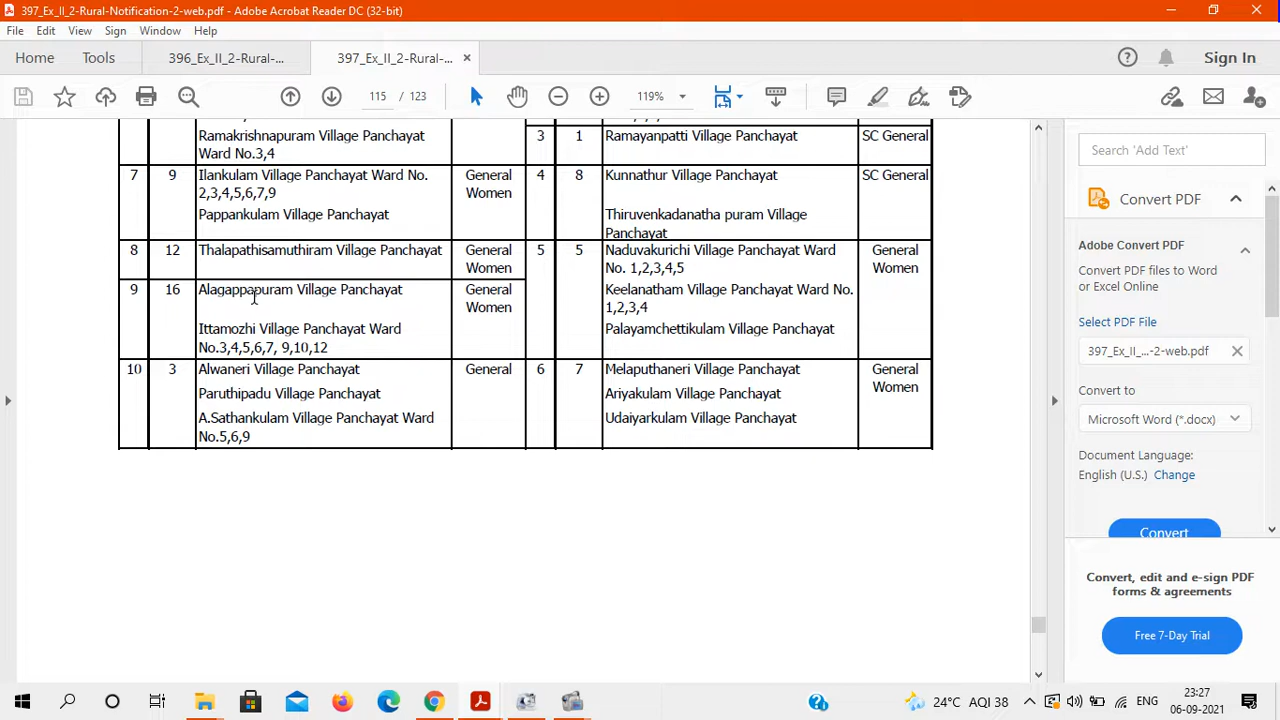 397_Ex_II_2-Rural-Notification-2-web.pdf - Adobe Acrobat Reader DC (32-bit)
File Edit View Sign Window Help
Home Tools 396_Ex_II_2-Rural-... 397_Ex_II_2-Rural-... × Sign In
115 / 123 119%
Ramakrishnapuram Village Panchayat
Ward No.3,4
7 9 Ilankulam Village Panchayat Ward No.
2,3,4,5,6,7,9
Pappankulam Village Panchayat
General
Women
8 12 Thalapathisamuthiram Village Panchayat General
Women
9 16 Alagappapuram Village Panchayat
Ittamozhi Village Panchayat Ward
No.3,4,5,6,7, 9,10,12
General
Women
10 3 Alwaneri Village Panchayat
Paruthipadu Village Panchayat
A.Sathankulam Village Panchayat Ward
No.5,6,9
General
3 1 Ramayanpatti Village Panchayat SC General
4 8 Kunnathur Village Panchayat
Thiruvenkadanatha puram Village
Panchayat
SC General
5 5 Naduvakurichi Village Panchayat Ward
No. 1,2,3,4,5
Keelanatham Village Panchayat Ward No.
1,2,3,4
Palayamchettikulam Village Panchayat
General
Women
6 7 Melaputhaneri Village Panchayat
Ariyakulam Village Panchayat
Udaiyarkulam Village Panchayat
General
Women
Search 'Add Text'
Convert PDF
Adobe Convert PDF
Convert PDF files to Word
or Excel Online
Select PDF File
397_Ex_II_...-2-web.pdf ×
Convert to
Microsoft Word (*.docx)
Document Language:
English (U.S.) Change
Convert
Convert, edit and e-sign PDF
forms & agreements
Free 7-Day Trial
24°C AQI 38
ENG
23:27
06-09-2021